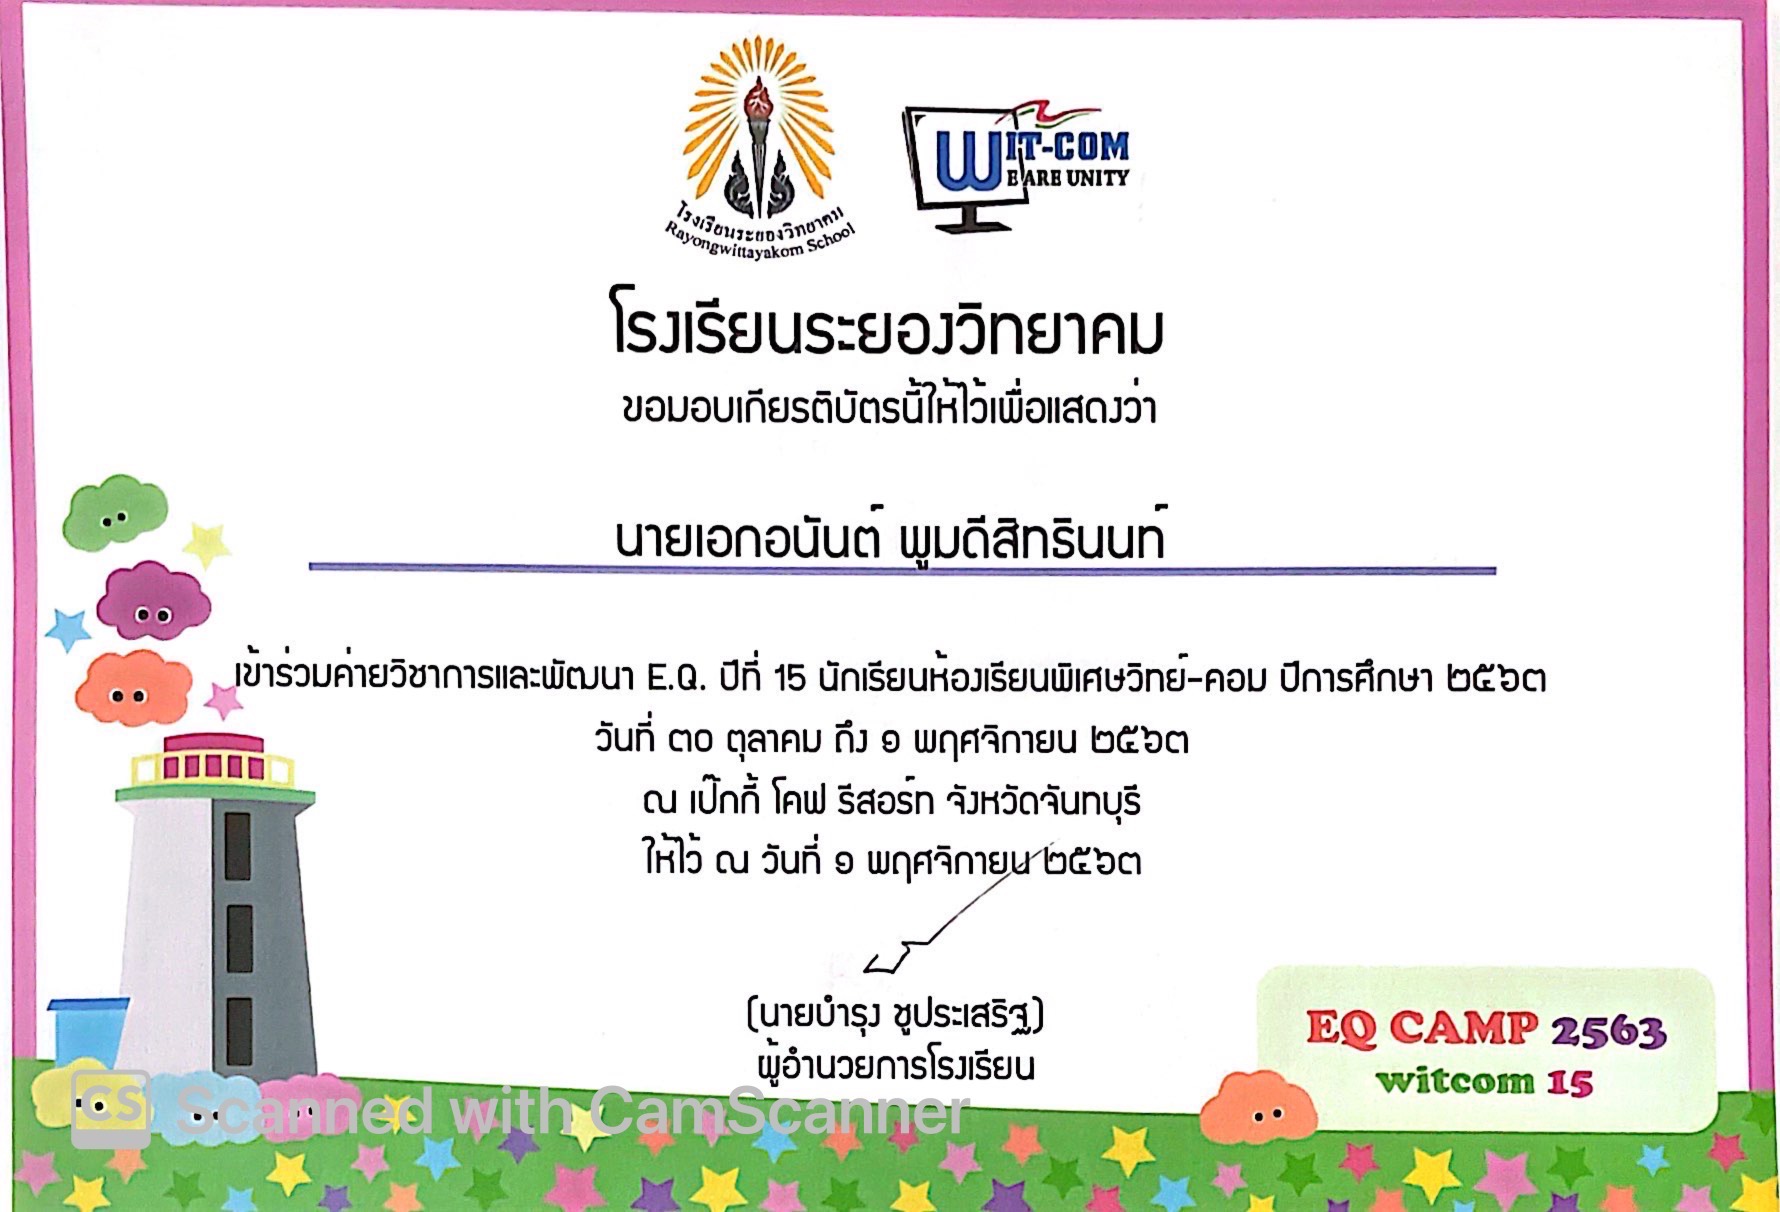 โรงเรียนระยองวิทยาคม
Rayongwittayakom School
WIT-COM
WE ARE UNITY
โรงเรียนระยองวิทยาคม
ขอมอบเกียรติบัตรนี้ให้ไว้เพื่อแสดงว่า
นายเอกอนันต์ พูมดีสิทธินนท์
เข้าร่วมค่ายวิชาการและพัฒนา E.Q. ปีที่ 15 นักเรียนห้องเรียนพิเศษวิทย์-คอม ปีการศึกษา ๒๕๖๓
วันที่ ๓๐ ตุลาคม ถึง ๑ พฤศจิกายน ๒๕๖๓
ณ เป๊กกี้ โคฟ รีสอร์ท จังหวัดจันทบุรี
ให้ไว้ ณ วันที่ ๑ พฤศจิกายน ๒๕๖๓
(นายบำรุง ชูประเสริฐ)
ผู้อำนวยการโรงเรียน
EQ CAMP 2563
witcom 15
CS Scanned with CamScanner